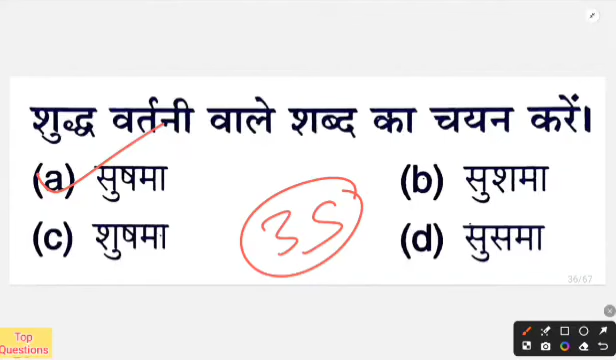 शुद्ध वर्तनी वाले शब्द का चयन करें।
(a) सुषमा (b) सुशमा
(c) शुषमा (d) सुसमा
35
36/67
Top
Questions